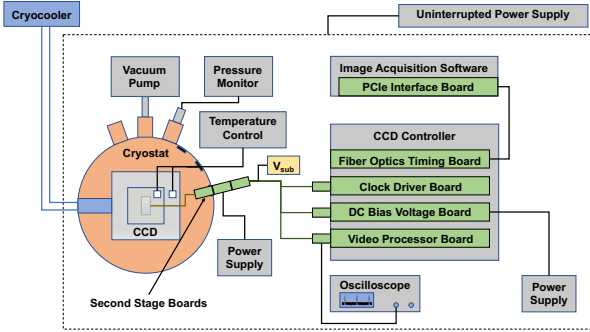 Cryocooler
Uninterrupted Power Supply
Vacuum
Pump
Pressure
Monitor
Image Acquisition Software
PCIe Interface Board
Temperature
Control
Cryostat
CCD Controller
Fiber Optics Timing Board
Vsub
Clock Driver Board
DC Bias Voltage Board
Video Processor Board
CCD
Power
Supply
Second Stage Boards
Oscilloscope
Power
Supply